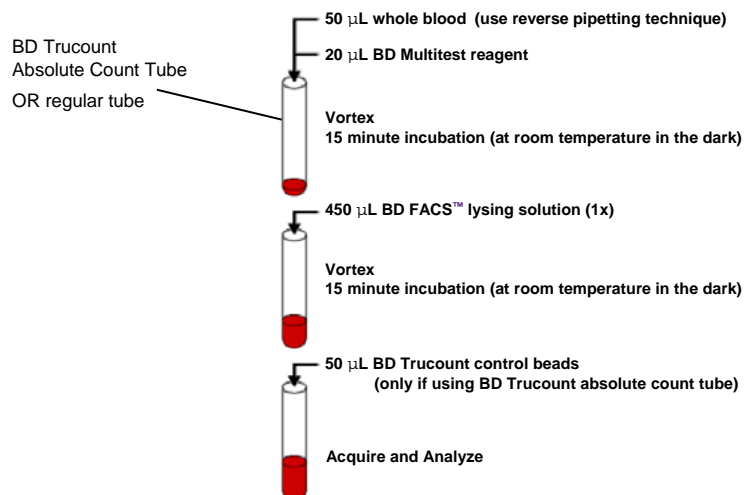 50 μL whole blood (use reverse pipetting technique)
20 μL BD Multitest reagent
BD Trucount
Absolute Count Tube
OR regular tube
Vortex
15 minute incubation (at room temperature in the dark)
450 μL BD FACS™ lysing solution (1x)
Vortex
15 minute incubation (at room temperature in the dark)
50 μL BD Trucount control beads
(only if using BD Trucount absolute count tube)
Acquire and Analyze